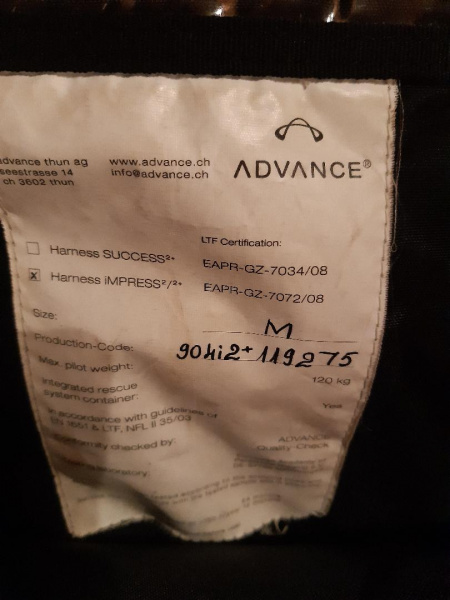 ADVANCE®
advance thun ag www.advance.ch
seestrasse 14 info@advance.ch
ch 3602 thun
LTF Certification:
Harness SUCCESS²⁺ EAPR-GZ-7034/08
x Harness iMPRESS²/²⁺ EAPR-GZ-7072/08
Size: M
Production-Code: 904i2+119275
Max. pilot weight: 120 kg
Integrated rescue
system container: Yes
In accordance with guidelines of
EN 1651 & LTF, NFL II 35/03
Conformity checked by: ADVANCE
Quality-Check
laboratory: